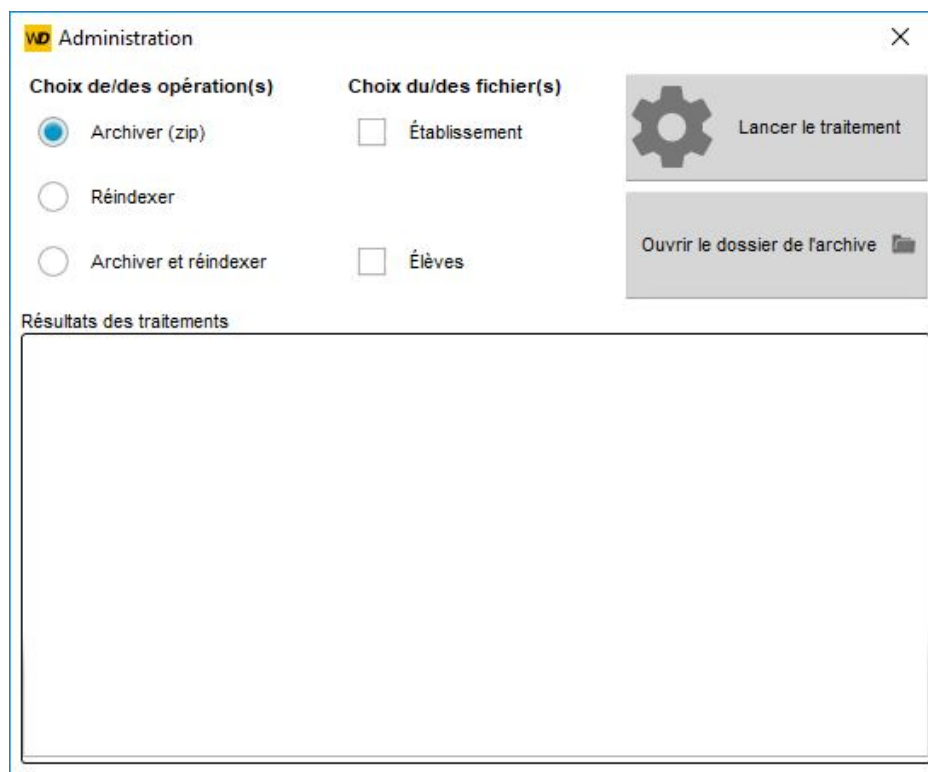 WD Administration
Choix de/des opération(s)
Archiver (zip)
Réindexer
Archiver et réindexer
Choix du/des fichier(s)
Établissement
Élèves
Lancer le traitement
Ouvrir le dossier de l'archive
Résultats des traitements